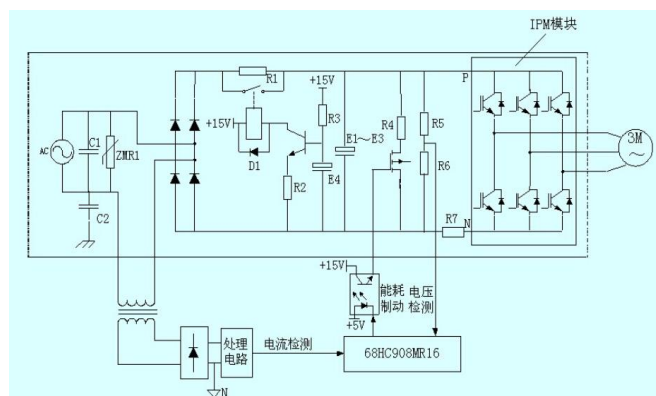 IPM模块
R1
+15V
P
R3
R4
R5
+15V
E1～E3
AC
C1
ZMR1
D1
R6
3M
R2
E4
C2
R7
N
+15V
能耗
制动
电压
检测
+5V
处理
电路
电流检测
68HC908MR16
N